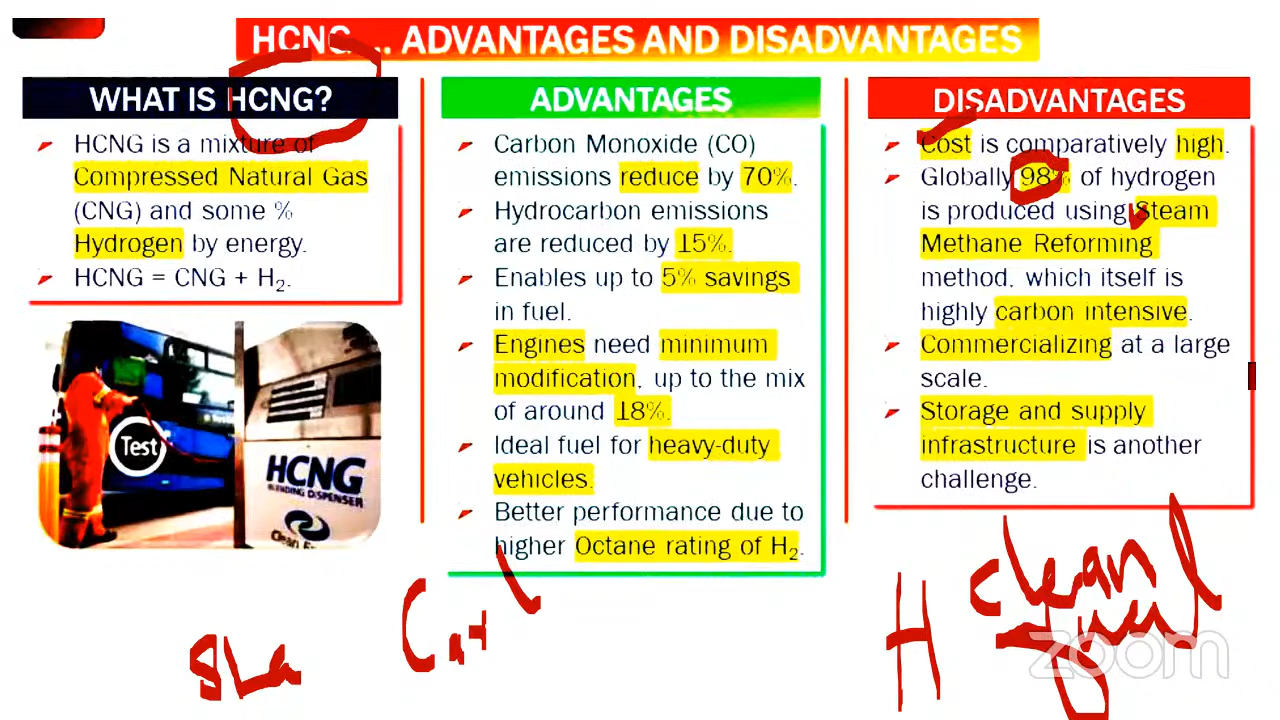 HCNG... ADVANTAGES AND DISADVANTAGES
WHAT IS HCNG?
HCNG is a mixture of
Compressed Natural Gas
(CNG) and some %
Hydrogen by energy.
HCNG = CNG + H₂.
Test
HCNG
BLENDING DISPENSER
ADVANTAGES
Carbon Monoxide (CO)
emissions reduce by 70%.
Hydrocarbon emissions
are reduced by 15%.
Enables up to 5% savings
in fuel.
Engines need minimum
modification, up to the mix
of around 18%.
Ideal fuel for heavy-duty
vehicles.
Better performance due to
higher Octane rating of H₂.
DISADVANTAGES
Cost is comparatively high.
Globally 98% of hydrogen
is produced using Steam
Methane Reforming
method, which itself is
highly carbon intensive.
Commercializing at a large
scale.
Storage and supply
infrastructure is another
challenge.
H clean
fuel
zoom